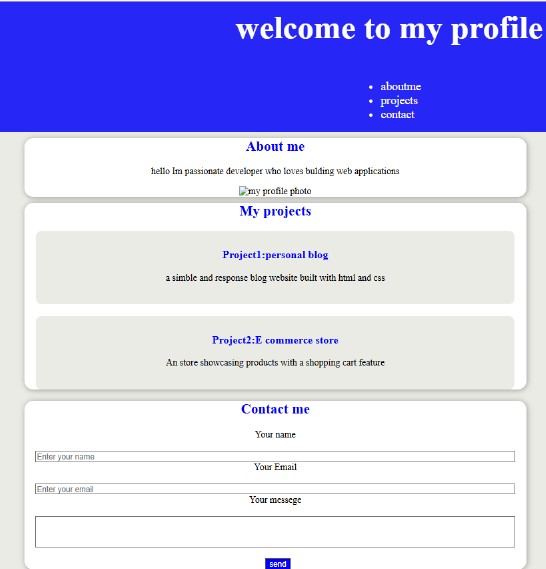 welcome to my profile
aboutme
projects
contact
About me
hello Im passionate developer who loves bulding web applications
my profile photo
My projects
Project1:personal blog
a simble and response blog website built with html and css
Project2:E commerce store
An store showcasing products with a shopping cart feature
Contact me
Your name
Enter your name
Your Email
Enter your email
Your messege
send